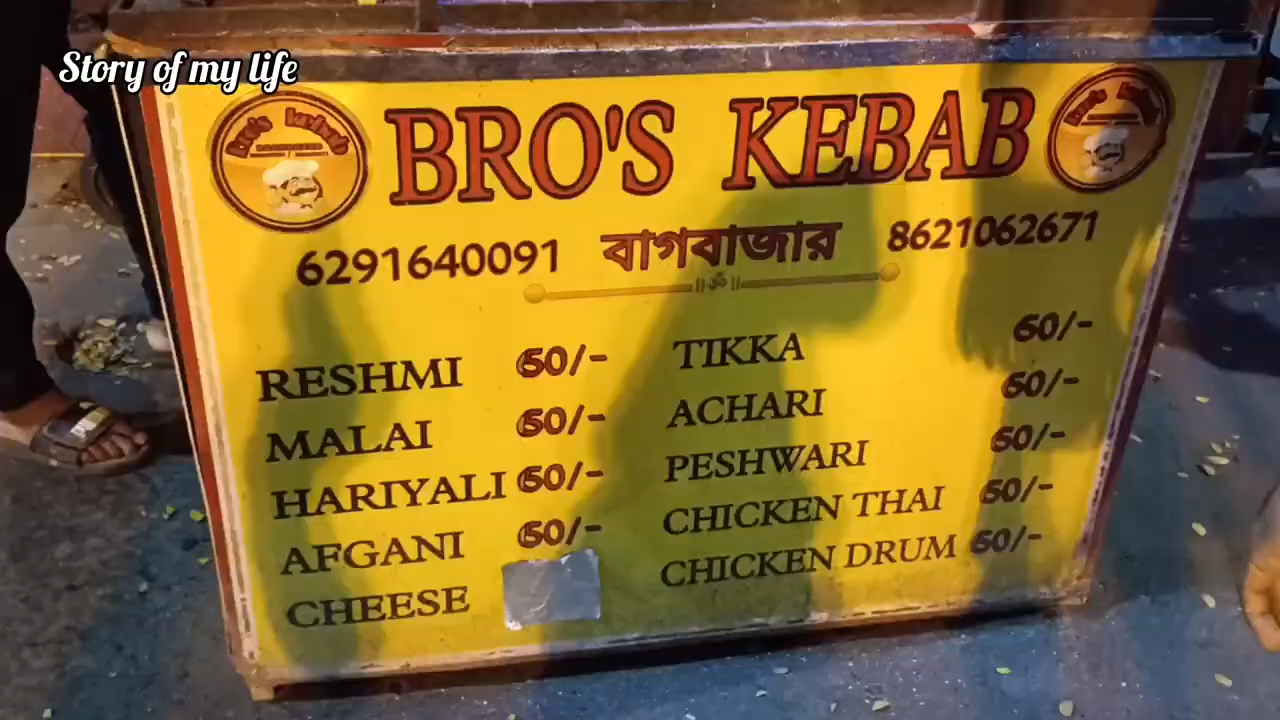 Story of my life
BRO'S KEBAB
6291640091 বাগবাজার 8621062671
॥ॐ॥
RESHMI 60/-
MALAI 60/-
HARIYALI 60/-
AFGANI 60/-
CHEESE
TIKKA 60/-
ACHARI 60/-
PESHWARI 60/-
CHICKEN THAI 60/-
CHICKEN DRUM 60/-